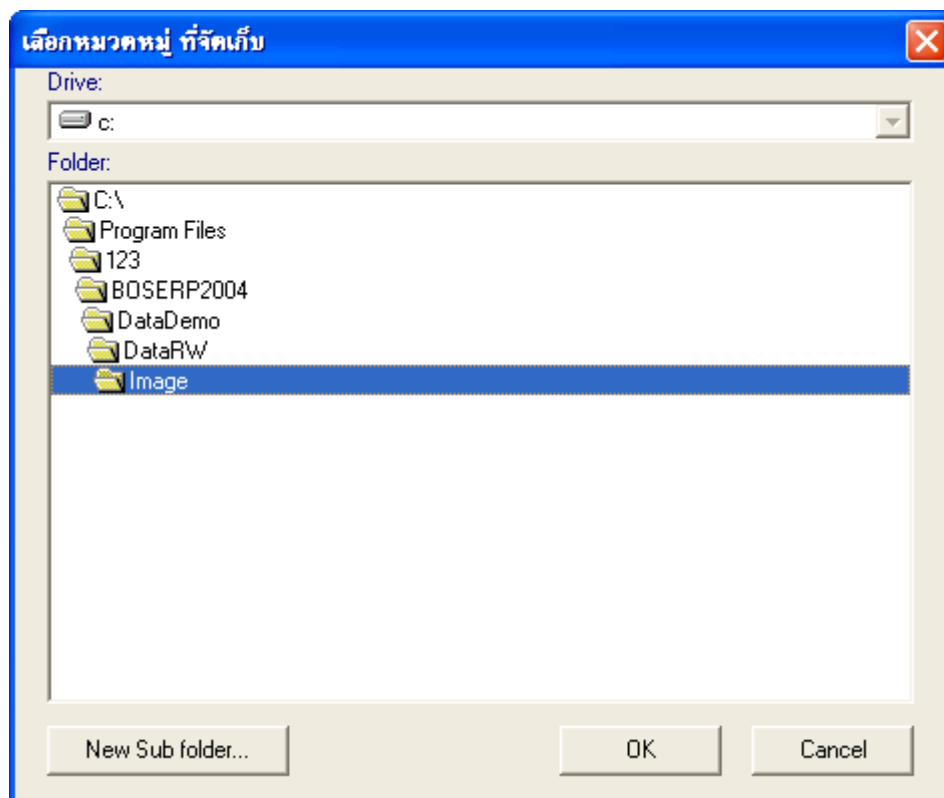 เลือกหมวดหมู่ ที่จัดเก็บ
Drive:
c:
Folder:
C:\
Program Files
123
BOSERP2004
DataDemo
DataRW
Image
New Sub folder... OK Cancel